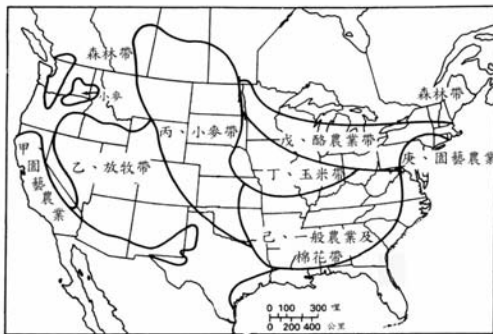 森林帶
森林帶
小麥
丙、小麥帶
戊、酪農業帶
甲
園藝農業
庚、園藝農業
乙、放牧帶
丁、玉米帶
己、一般農業及
棉花帶
0 100 300 哩
0 200 400 公里